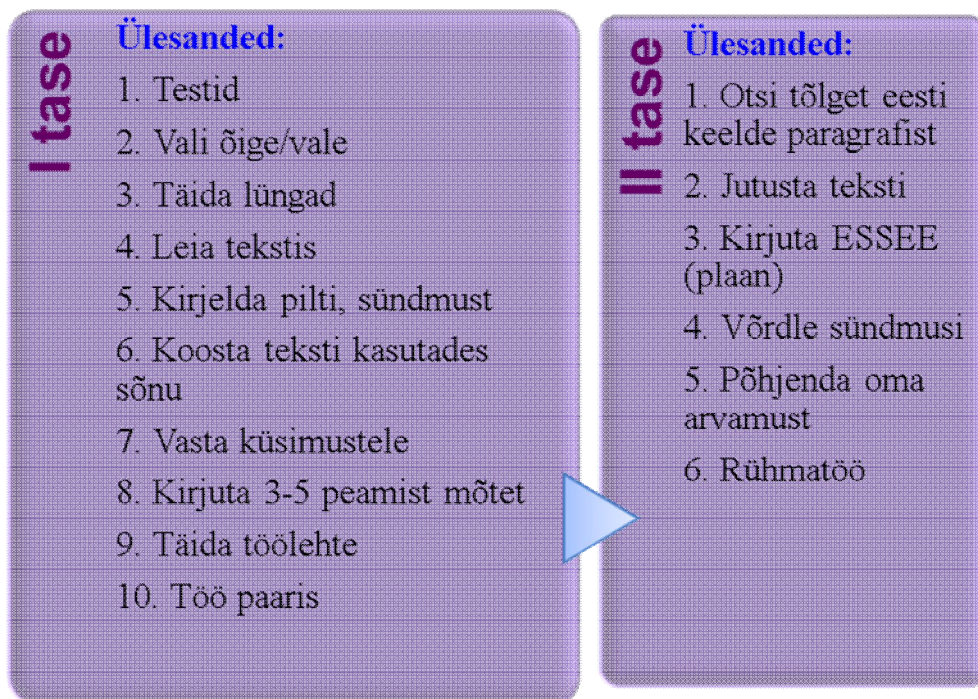 I tase
Ülesanded:
1. Testid
2. Vali õige/vale
3. Täida lüngad
4. Leia tekstis
5. Kirjelda pilti, sündmust
6. Koosta teksti kasutades
sõnu
7. Vasta küsimustele
8. Kirjuta 3-5 peamist mõtet
9. Täida töölehte
10. Töö paaris
II tase
Ülesanded:
1. Otsi tõlget eesti
keelde paragrafist
2. Jutusta teksti
3. Kirjuta ESSEE
(plaan)
4. Võrdle sündmusi
5. Põhjenda oma
arvamust
6. Rühmatöö